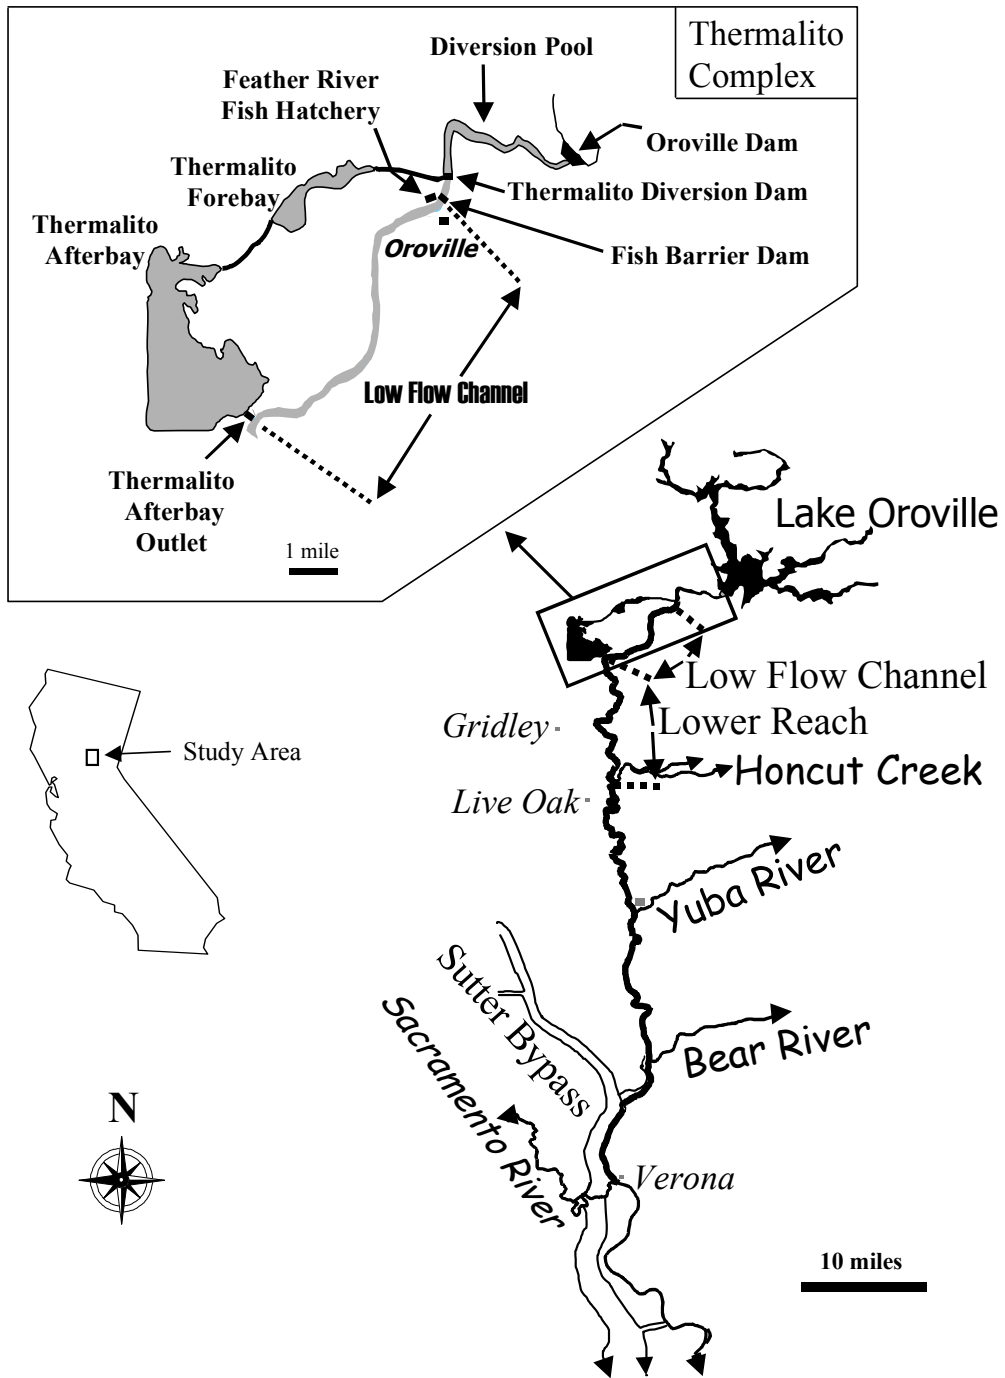 Thermalito
Complex
Diversion Pool
Feather River
Fish Hatchery
Oroville Dam
Thermalito
Forebay
Thermalito Diversion Dam
Thermalito
Afterbay
Oroville
Fish Barrier Dam
Low Flow Channel
Thermalito
Afterbay
Outlet
1 mile
Lake Oroville
Low Flow Channel
Lower Reach
Gridley
Study Area
Honcut Creek
Live Oak
Yuba River
Sutter Bypass
Sacramento River
Bear River
N
Verona
10 miles